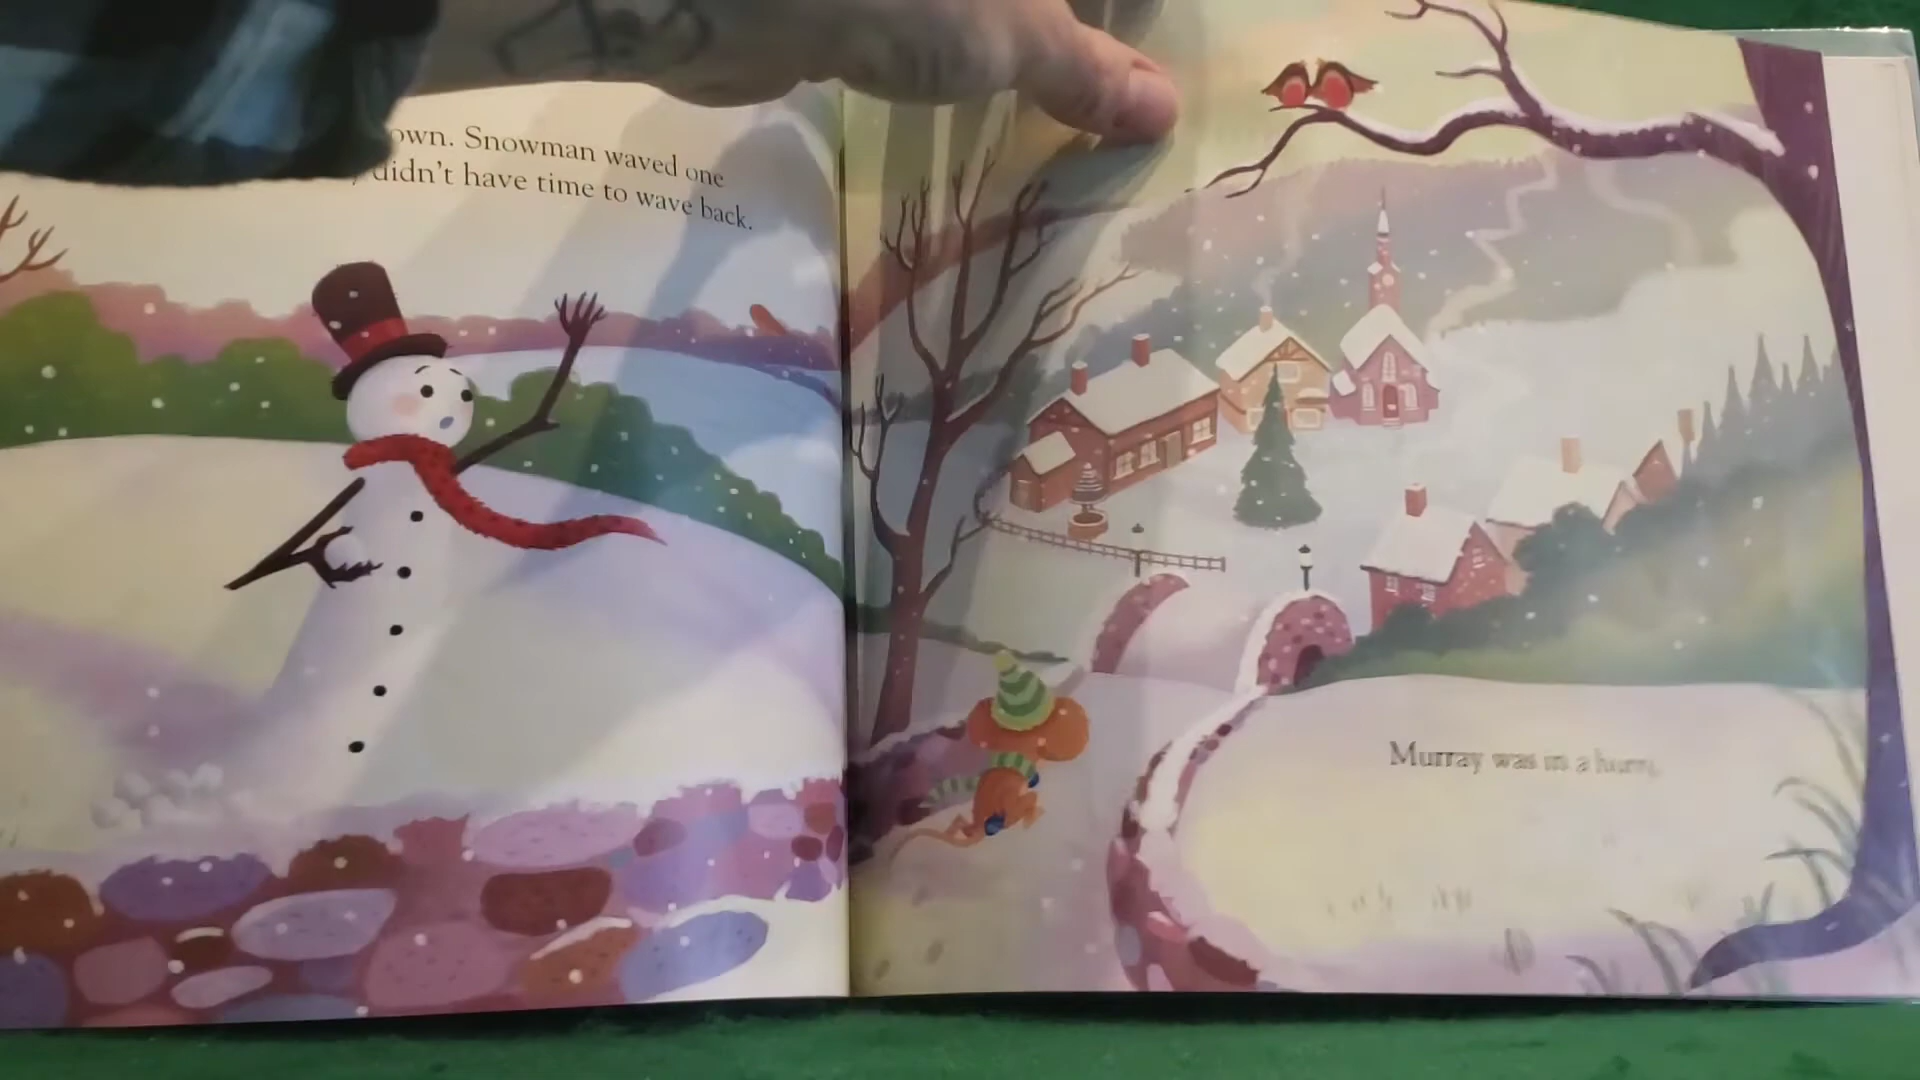 own. Snowman waved one
didn't have time to wave back.
Murray was in a hurry.